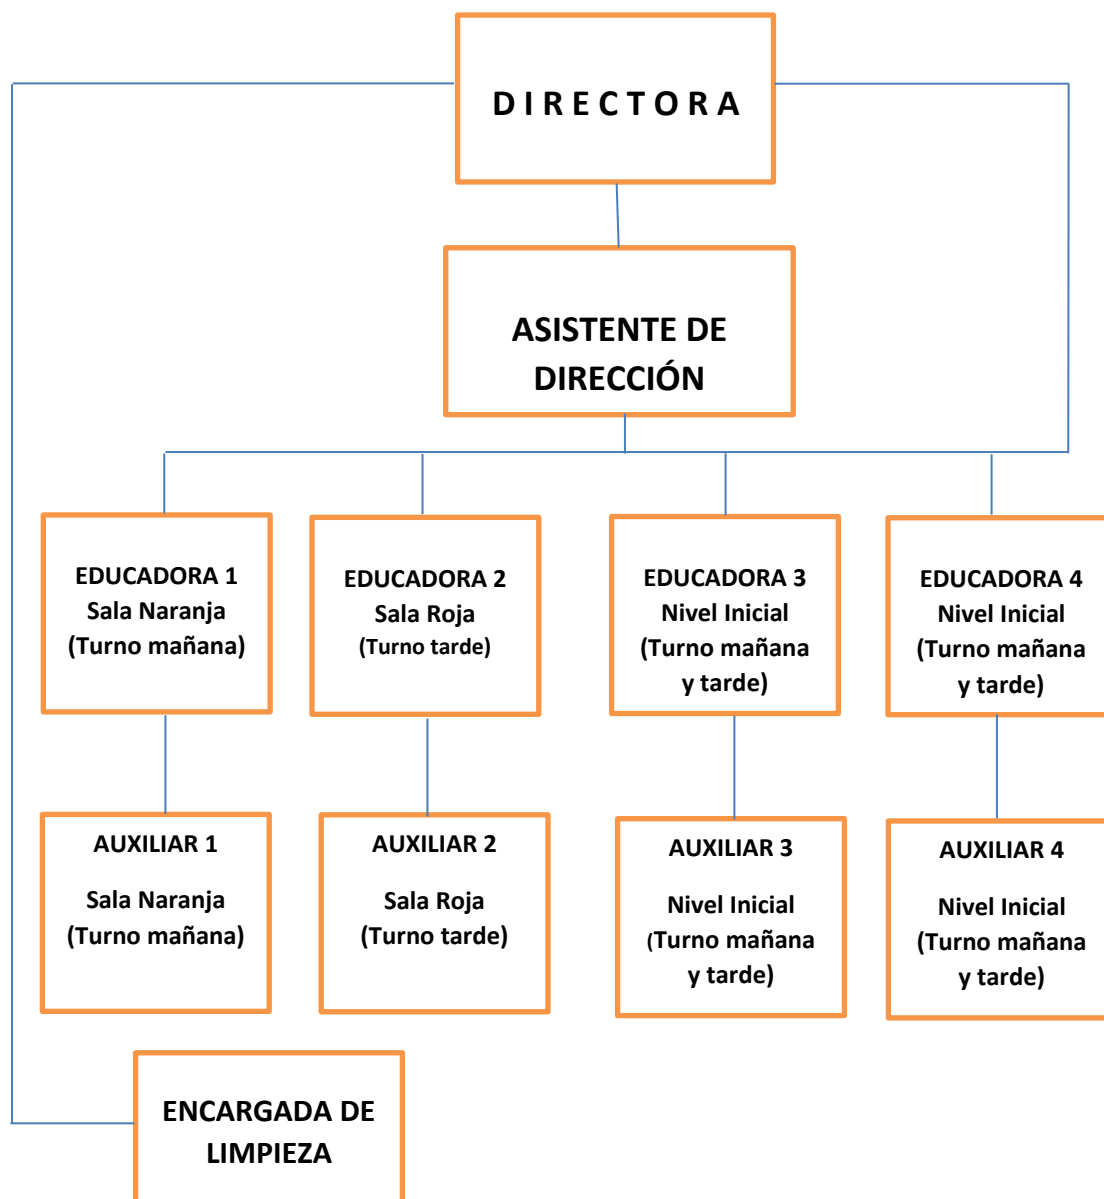 D I R E C T O R A
ASISTENTE DE
DIRECCIÓN
EDUCADORA 1
Sala Naranja
(Turno mañana)
EDUCADORA 2
Sala Roja
(Turno tarde)
EDUCADORA 3
Nivel Inicial
(Turno mañana
y tarde)
EDUCADORA 4
Nivel Inicial
(Turno mañana
y tarde)
AUXILIAR 1
Sala Naranja
(Turno mañana)
AUXILIAR 2
Sala Roja
(Turno tarde)
AUXILIAR 3
Nivel Inicial
(Turno mañana
y tarde)
AUXILIAR 4
Nivel Inicial
(Turno mañana
y tarde)
ENCARGADA DE
LIMPIEZA